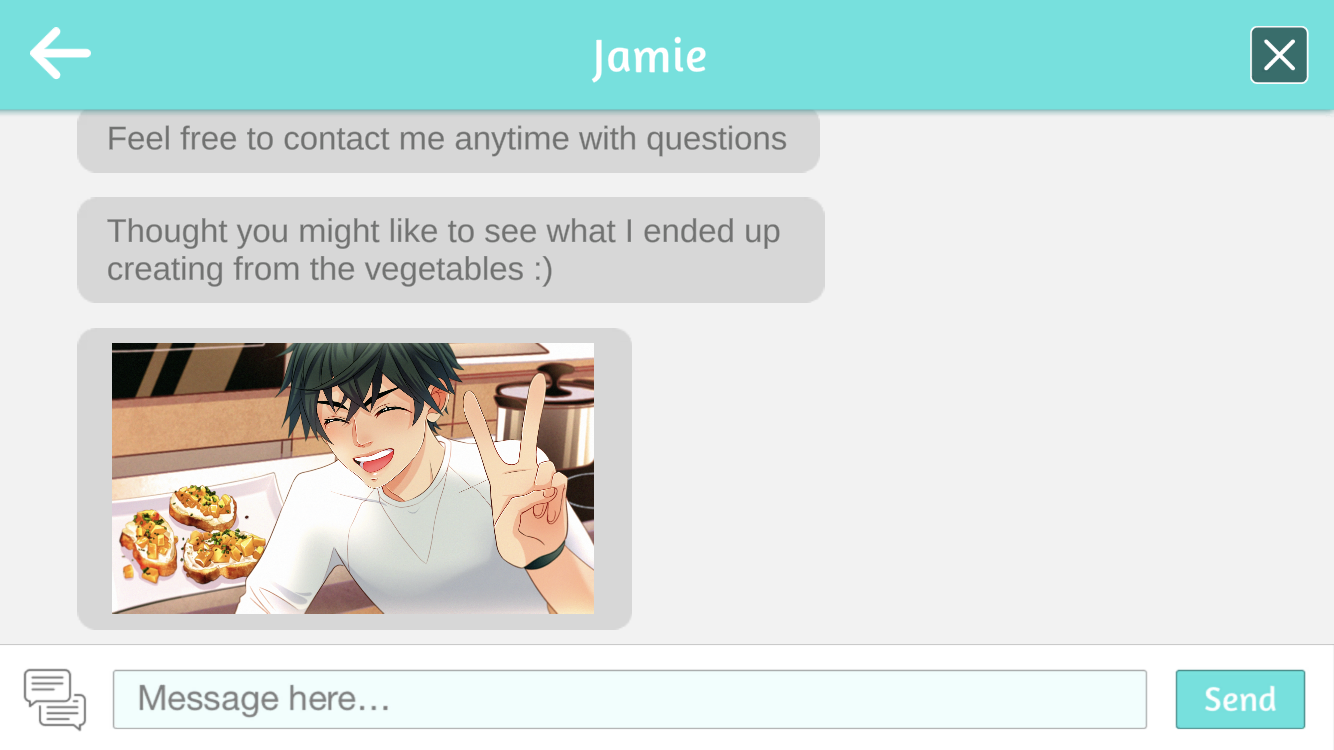 Jamie
Feel free to contact me anytime with questions
Thought you might like to see what I ended up
creating from the vegetables :)
Message here...
Send